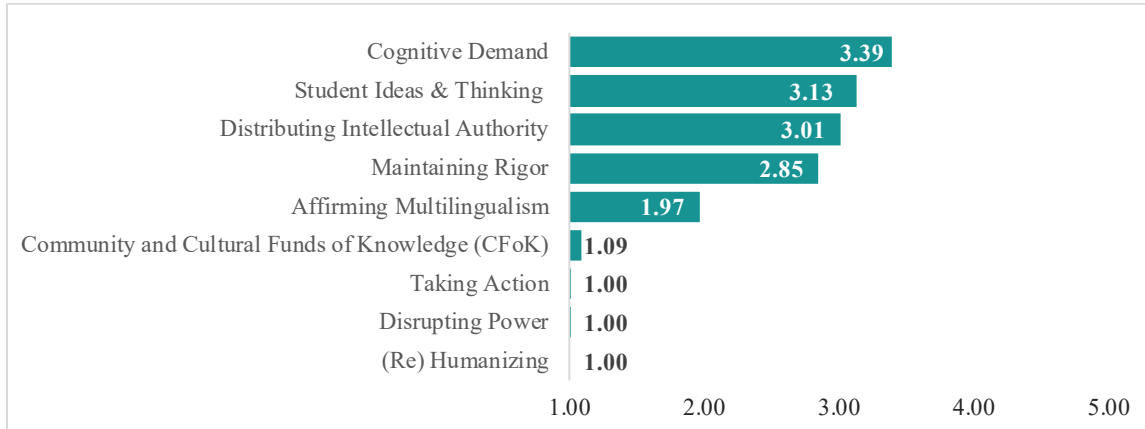 Cognitive Demand 3.39
Student Ideas & Thinking 3.13
Distributing Intellectual Authority 3.01
Maintaining Rigor 2.85
Affirming Multilingualism 1.97
Community and Cultural Funds of Knowledge (CFoK) 1.09
Taking Action 1.00
Disrupting Power 1.00
(Re) Humanizing 1.00
1.00 2.00 3.00 4.00 5.00